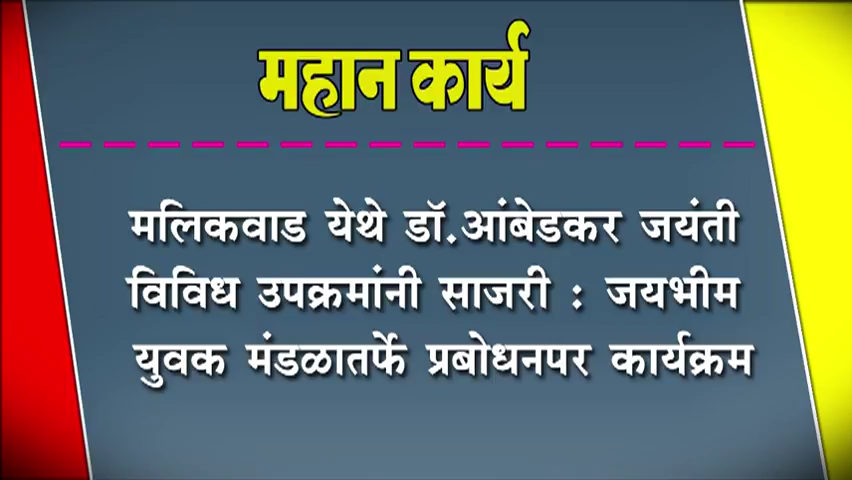 महान कार्य
मलिकवाड येथे डॉ.आंबेडकर जयंती
विविध उपक्रमांनी साजरी : जयभीम
युवक मंडळातर्फे प्रबोधनपर कार्यक्रम